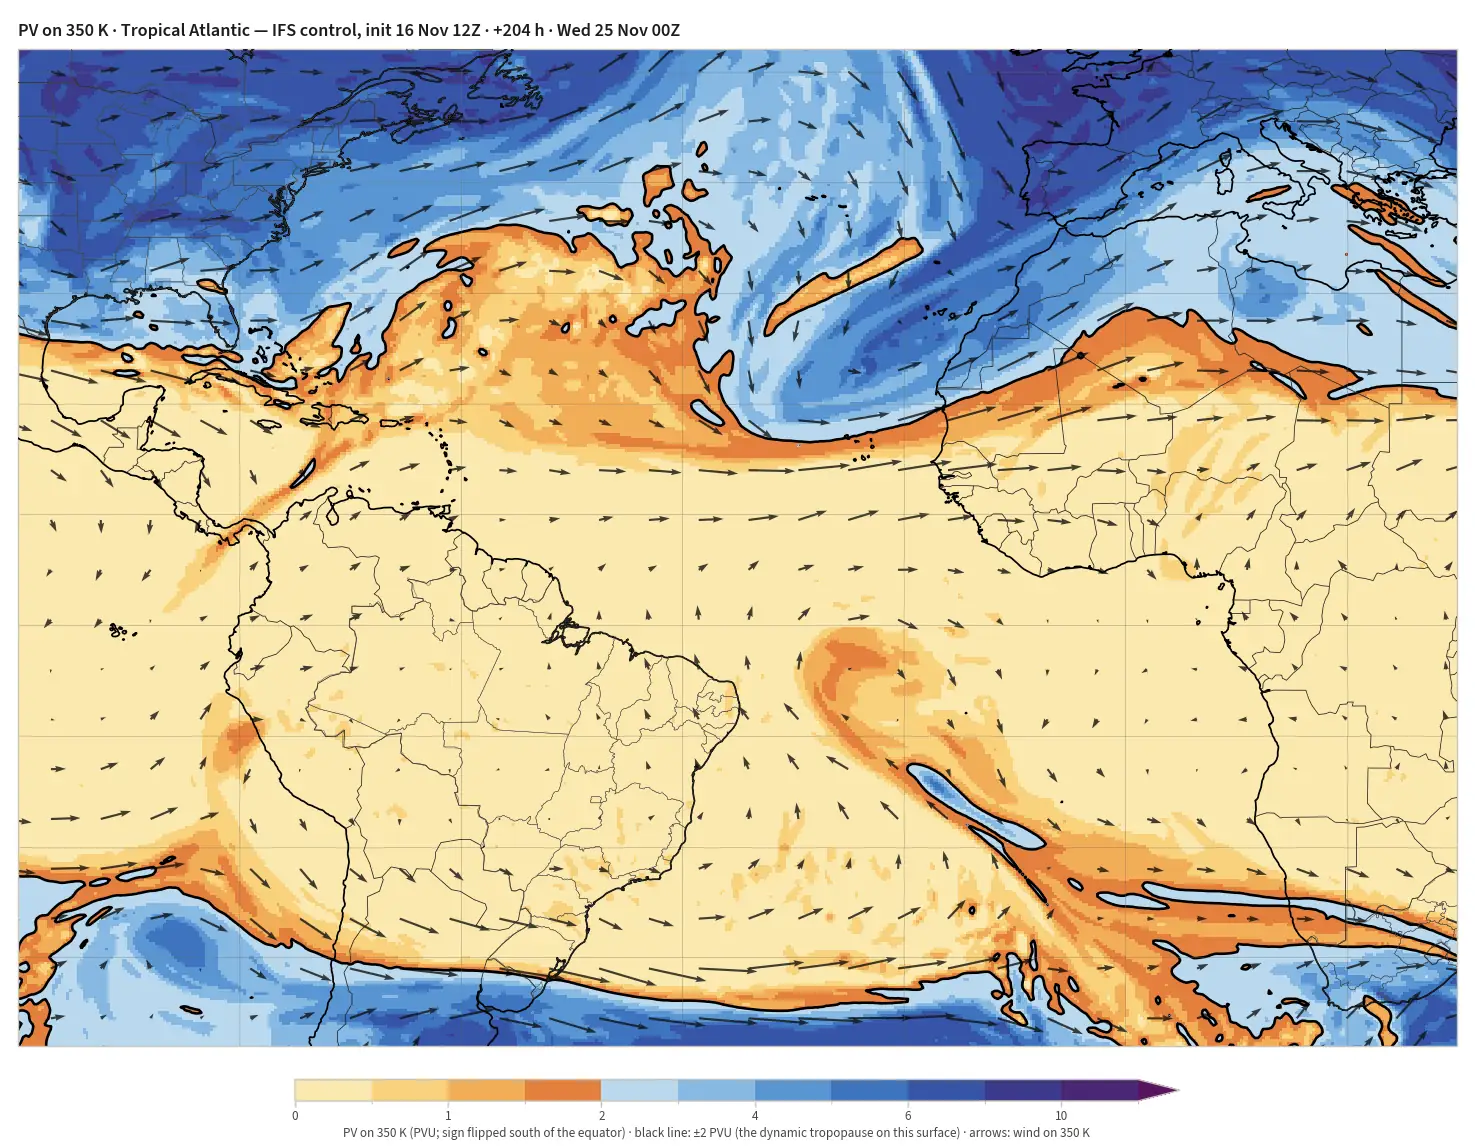 PV on 350 K · Tropical Atlantic — IFS control, init 16 Nov 12Z · +204 h · Wed 25 Nov 00Z
0 1 2 4 6 10
PV on 350 K (PVU; sign flipped south of the equator) · black line: ±2 PVU (the dynamic tropopause on this surface) · arrows: wind on 350 K